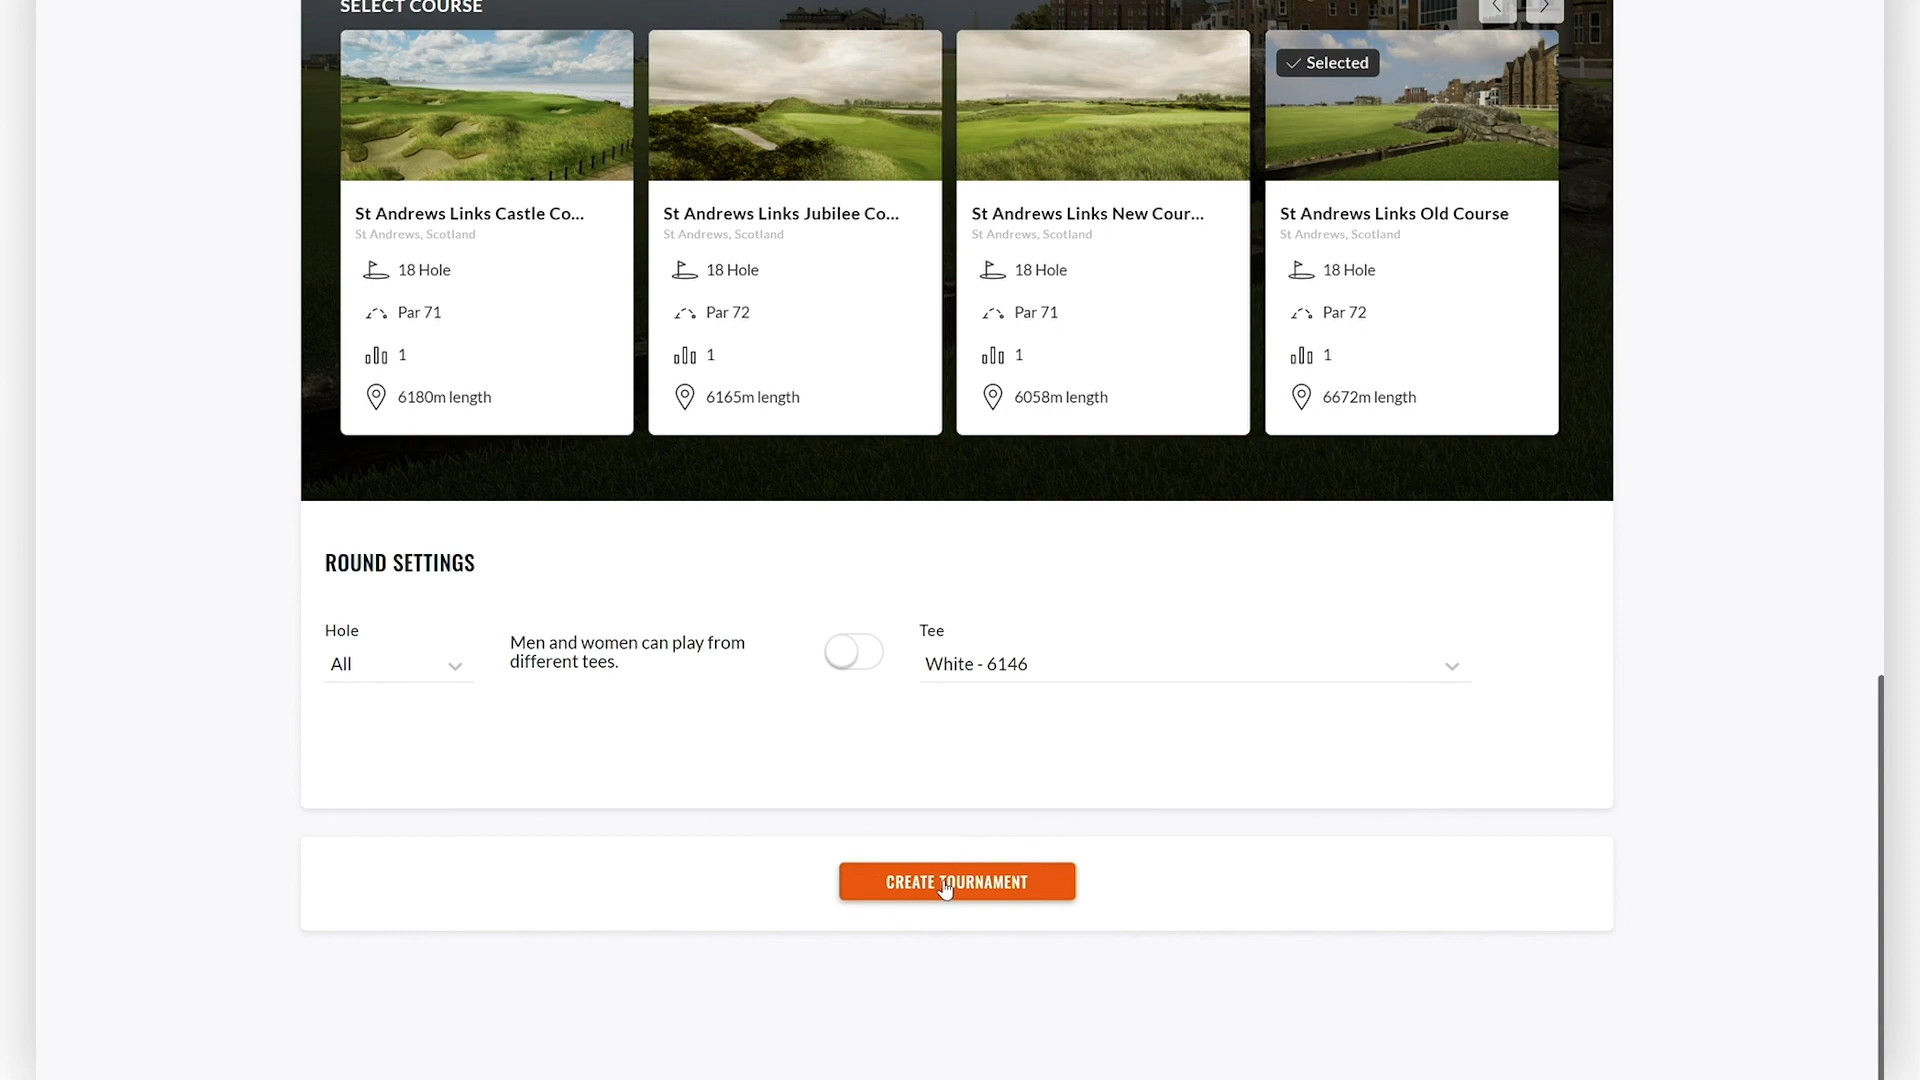 SELECT COURSE
Selected
St Andrews Links Castle Co...
St Andrews, Scotland
18 Hole
Par 71
1
6180m length
St Andrews Links Jubilee Co...
St Andrews, Scotland
18 Hole
Par 72
1
6165m length
St Andrews Links New Cour...
St Andrews, Scotland
18 Hole
Par 71
1
6058m length
St Andrews Links Old Course
St Andrews, Scotland
18 Hole
Par 72
1
6672m length
ROUND SETTINGS
Hole
All
Men and women can play from
different tees.
Tee
White - 6146
CREATE TOURNAMENT